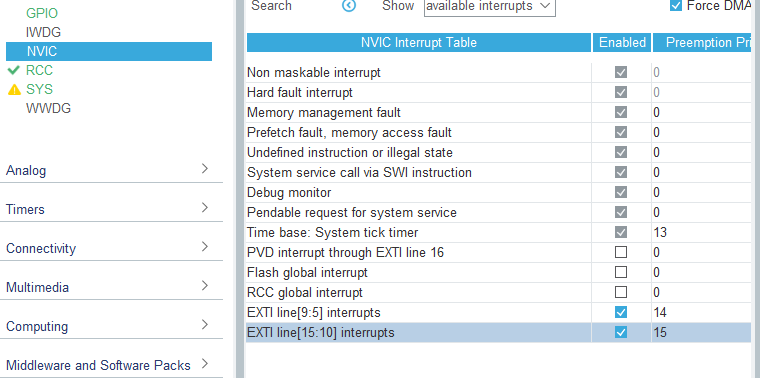 GPIO
IWDG
NVIC
RCC
SYS
WWDG
Analog
Timers
Connectivity
Multimedia
Computing
Middleware and Software Packs
Search Show available interrupts Force DMA
NVIC Interrupt Table Enabled Preemption Pri
Non maskable interrupt 0
Hard fault interrupt 0
Memory management fault 0
Prefetch fault, memory access fault 0
Undefined instruction or illegal state 0
System service call via SWI instruction 0
Debug monitor 0
Pendable request for system service 0
Time base: System tick timer 13
PVD interrupt through EXTI line 16 0
Flash global interrupt 0
RCC global interrupt 0
EXTI line[9:5] interrupts 14
EXTI line[15:10] interrupts 15